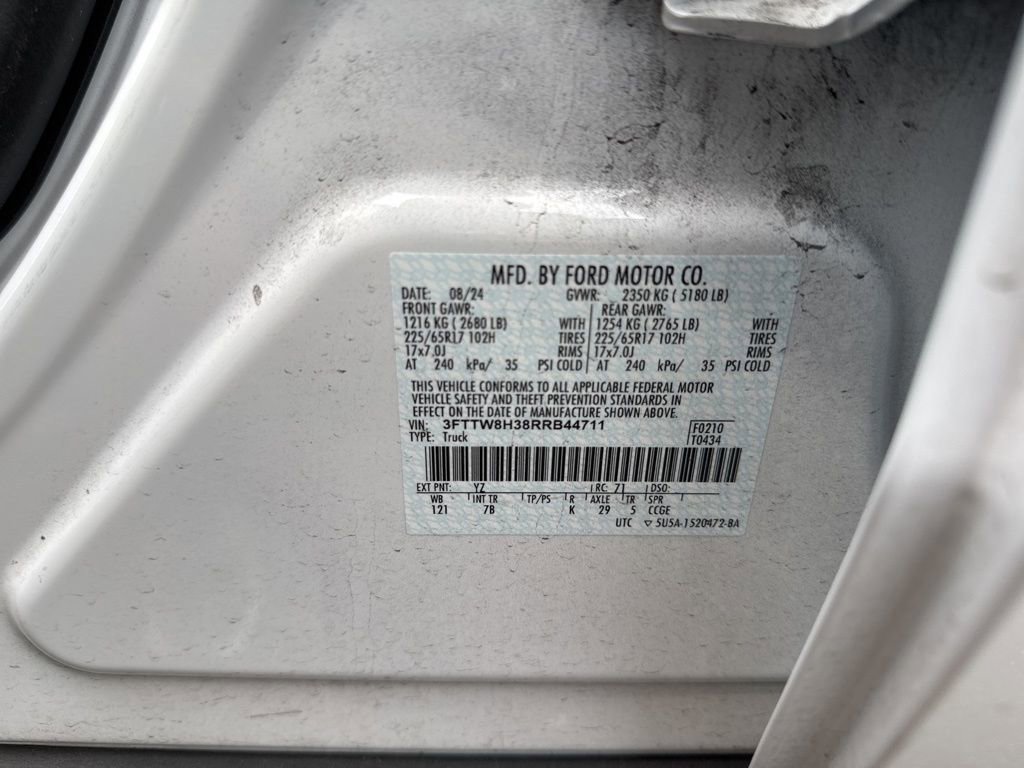 MFD. BY FORD MOTOR CO.
DATE: 08/24 GVWR: 2350 KG ( 5180 LB)
FRONT GAWR: REAR GAWR:
1216 KG ( 2680 LB) WITH 1254 KG ( 2765 LB) WITH
225/65R17 102H TIRES 225/65R17 102H TIRES
17x7.0J RIMS 17x7.0J RIMS
AT 240 kPa/ 35 PSI COLD AT 240 kPa/ 35 PSI COLD
THIS VEHICLE CONFORMS TO ALL APPLICABLE FEDERAL MOTOR
VEHICLE SAFETY AND THEFT PREVENTION STANDARDS IN
EFFECT ON THE DATE OF MANUFACTURE SHOWN ABOVE.
VIN: 3FTTW8H38RRB44711 F0210
TYPE: Truck T0434
EXT PNT: YZ RC: 71 DSO:
WB INT TR TP/PS R AXLE TR SPR
121 7B K 29 5 CCGE
UTC ▽ 5U5A-1520472-BA